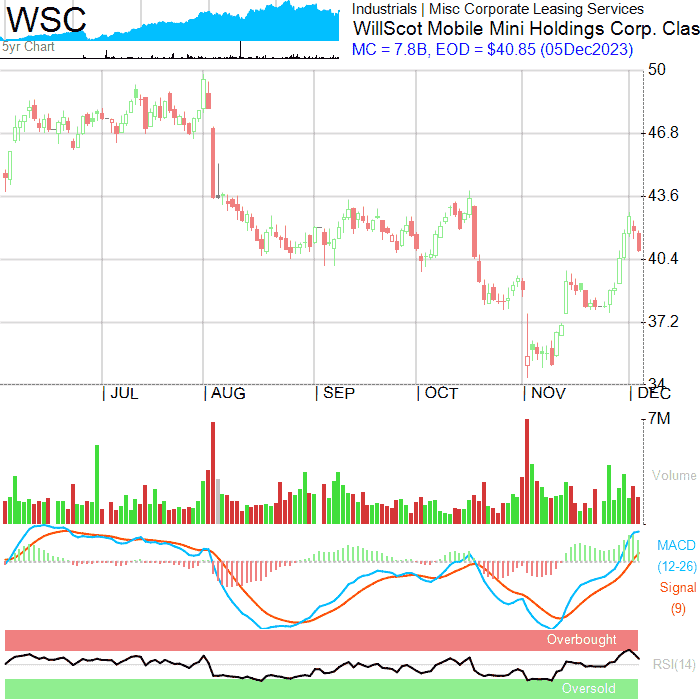 WSC
5yr Chart
Industrials | Misc Corporate Leasing Services
WillScot Mobile Mini Holdings Corp. Clas
MC = 7.8B, EOD = $40.85 (05Dec2023)
50
46.8
43.6
40.4
37.2
34
| JUL | AUG | SEP | OCT | NOV | DEC
7M
Volume
MACD
(12-26)
Signal
(9)
Overbought
RSI(14)
Oversold